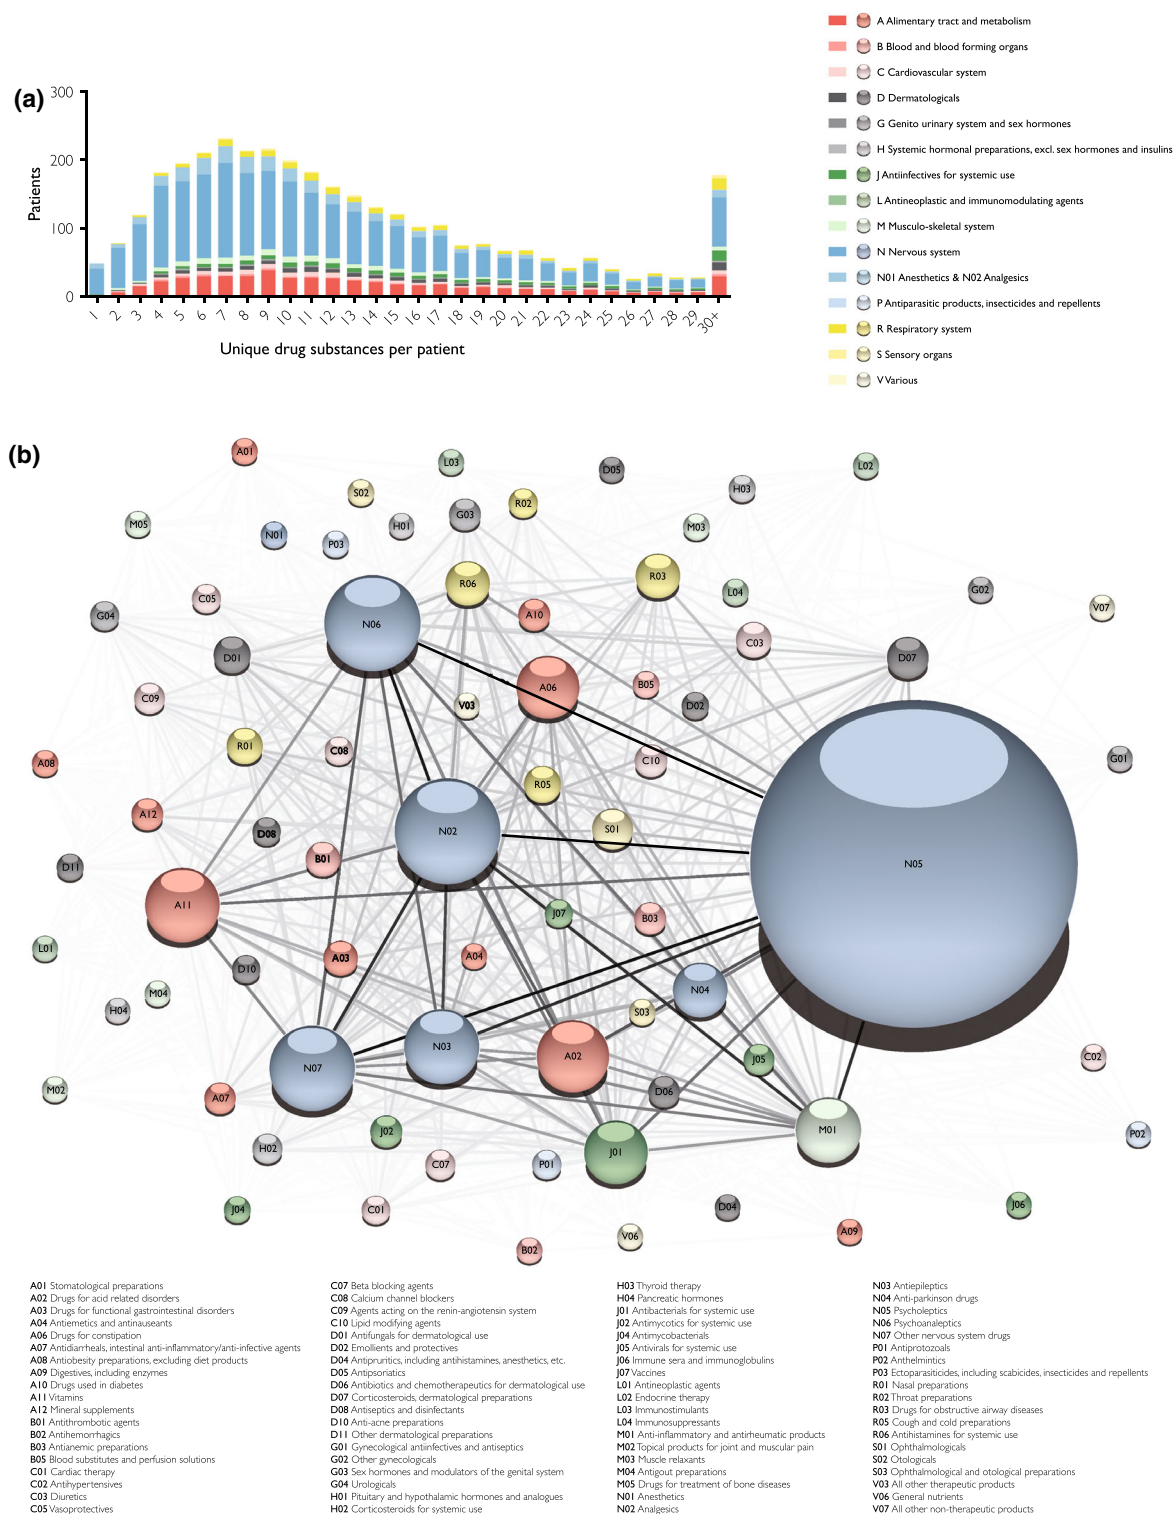 (a)
300
200
100
0
Patients
1 2 3 4 5 6 7 8 9 10 11 12 13 14 15 16 17 18 19 20 21 22 23 24 25 26 27 28 29 30+
Unique drug substances per patient
A Alimentary tract and metabolism
B Blood and blood forming organs
C Cardiovascular system
D Dermatologicals
G Genito urinary system and sex hormones
H Systemic hormonal preparations, excl. sex hormones and insulins
J Antiinfectives for systemic use
L Antineoplastic and immunomodulating agents
M Musculo-skeletal system
N Nervous system
N01 Anesthetics & N02 Analgesics
P Antiparasitic products, insecticides and repellents
R Respiratory system
S Sensory organs
V Various
(b)
A01
L03
D05
L02
S02
H03
R02
G03
M05
H01
M03
N01
P03
R03
R06
G02
L04
C05
V07
A10
G04
N06
C03
D01
D07
B05
A06
C09
V03
D02
R01
C08
G01
C10
A08
R05
A12
N02
S01
D08
B01
N05
D11
A11
J07
B03
L01
A03
A04
D10
N04
M04
H04
S03
N03
A02
C02
J05
N07
M02
D06
A07
J02
M01
P02
H02
J01
C07
P01
J04
C01
D04
J06
A09
V06
B02
A01 Stomatological preparations
A02 Drugs for acid related disorders
A03 Drugs for functional gastrointestinal disorders
A04 Antiemetics and antinauseants
A06 Drugs for constipation
A07 Antidiarrheals, intestinal anti-inflammatory/anti-infective agents
A08 Antiobesity preparations, excluding diet products
A09 Digestives, including enzymes
A10 Drugs used in diabetes
A11 Vitamins
A12 Mineral supplements
B01 Antithrombotic agents
B02 Antihemorrhagics
B03 Antianemic preparations
B05 Blood substitutes and perfusion solutions
C01 Cardiac therapy
C02 Antihypertensives
C03 Diuretics
C05 Vasoprotectives
C07 Beta blocking agents
C08 Calcium channel blockers
C09 Agents acting on the renin-angiotensin system
C10 Lipid modifying agents
D01 Antifungals for dermatological use
D02 Emollients and protectives
D04 Antipruritics, including antihistamines, anesthetics, etc.
D05 Antipsoriatics
D06 Antibiotics and chemotherapeutics for dermatological use
D07 Corticosteroids, dermatological preparations
D08 Antiseptics and disinfectants
D10 Anti-acne preparations
D11 Other dermatological preparations
G01 Gynecological antiinfectives and antiseptics
G02 Other gynecologicals
G03 Sex hormones and modulators of the genital system
G04 Urologicals
H01 Pituitary and hypothalamic hormones and analogues
H02 Corticosteroids for systemic use
H03 Thyroid therapy
H04 Pancreatic hormones
J01 Antibacterials for systemic use
J02 Antimycotics for systemic use
J04 Antimycobacterials
J05 Antivirals for systemic use
J06 Immune sera and immunoglobulins
J07 Vaccines
L01 Antineoplastic agents
L02 Endocrine therapy
L03 Immunostimulants
L04 Immunosuppressants
M01 Anti-inflammatory and antirheumatic products
M02 Topical products for joint and muscular pain
M03 Muscle relaxants
M04 Antigout preparations
M05 Drugs for treatment of bone diseases
N01 Anesthetics
N02 Analgesics
N03 Antiepileptics
N04 Anti-parkinson drugs
N05 Psycholeptics
N06 Psychoanaleptics
N07 Other nervous system drugs
P01 Antiprotozoals
P02 Anthelmintics
P03 Ectoparasiticides, including scabicides, insecticides and repellents
R01 Nasal preparations
R02 Throat preparations
R03 Drugs for obstructive airway diseases
R05 Cough and cold preparations
R06 Antihistamines for systemic use
S01 Ophthalmologicals
S02 Otologicals
S03 Ophthalmological and otological preparations
V03 All other therapeutic products
V06 General nutrients
V07 All other non-therapeutic products